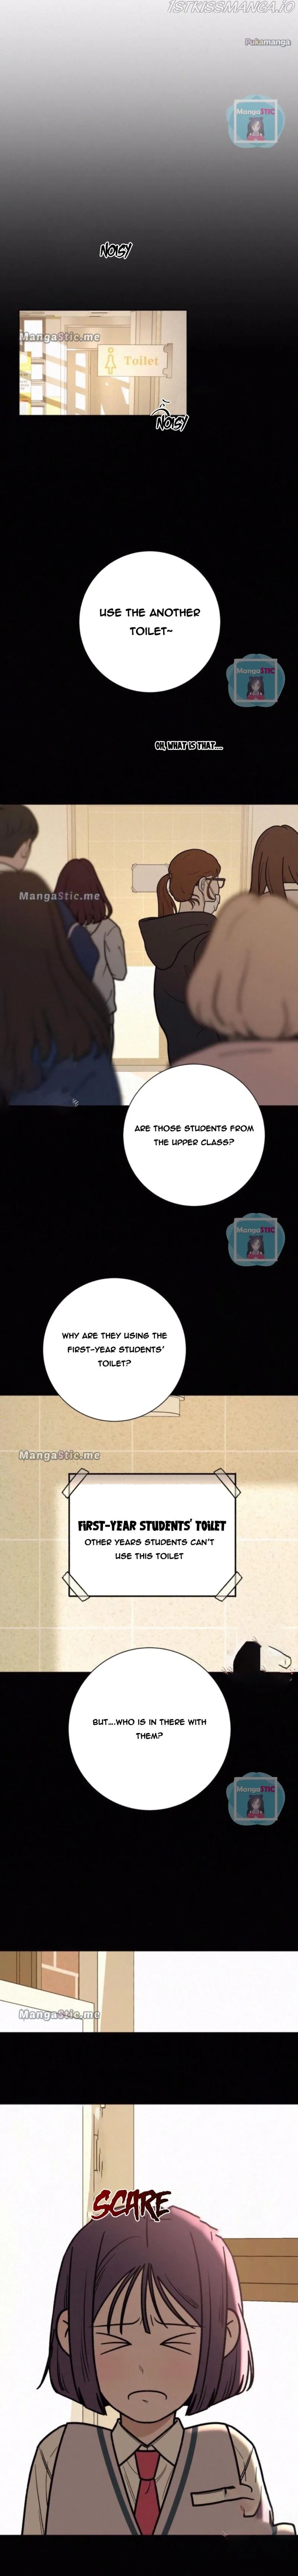 1STKISSMANGA.IO
Pukamanga
MangaSTIC
NOISY
MangaStic.me
Toilet
NOISY
USE THE ANOTHER
TOILET~
MangaSTIC
OH, WHAT IS THAT....
MangaStic.me
ARE THOSE STUDENTS FROM
THE UPPER CLASS?
MangaSTIC
WHY ARE THEY USING THE
FIRST-YEAR STUDENTS'
TOILET?
MangaStic.me
FIRST-YEAR STUDENTS' TOILET
OTHER YEARS STUDENTS CAN'T
USE THIS TOILET
BUT....WHO IS IN THERE WITH
THEM?
MangaSTIC
MangaStic.me
SCARE